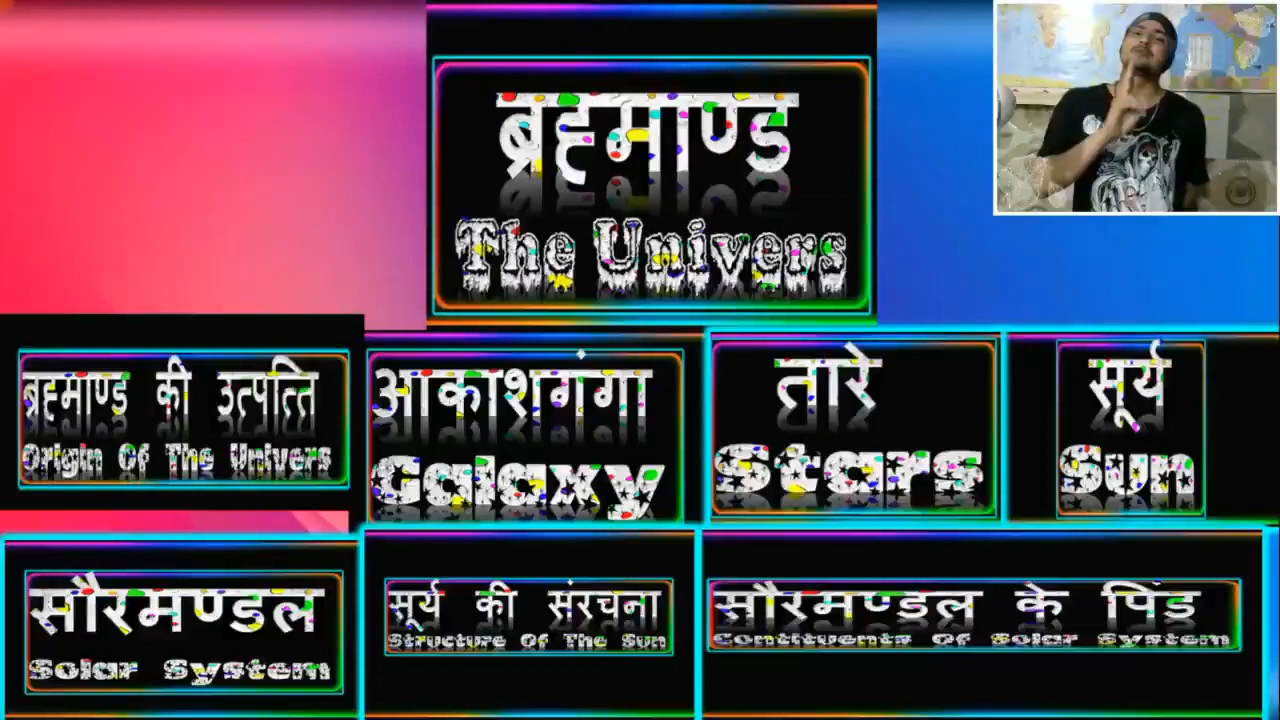 ब्रह्माण्ड
The Univers
ब्रह्माण्ड की उत्पत्ति
Origin Of The Univers
आकाशगंगा
Galaxy
तारे
Stars
सूर्य
Sun
सौरमण्डल
Solar System
सूर्य की संरचना
Structure Of The Sun
सौरमण्डल के पिंड
Contituents Of Solar System